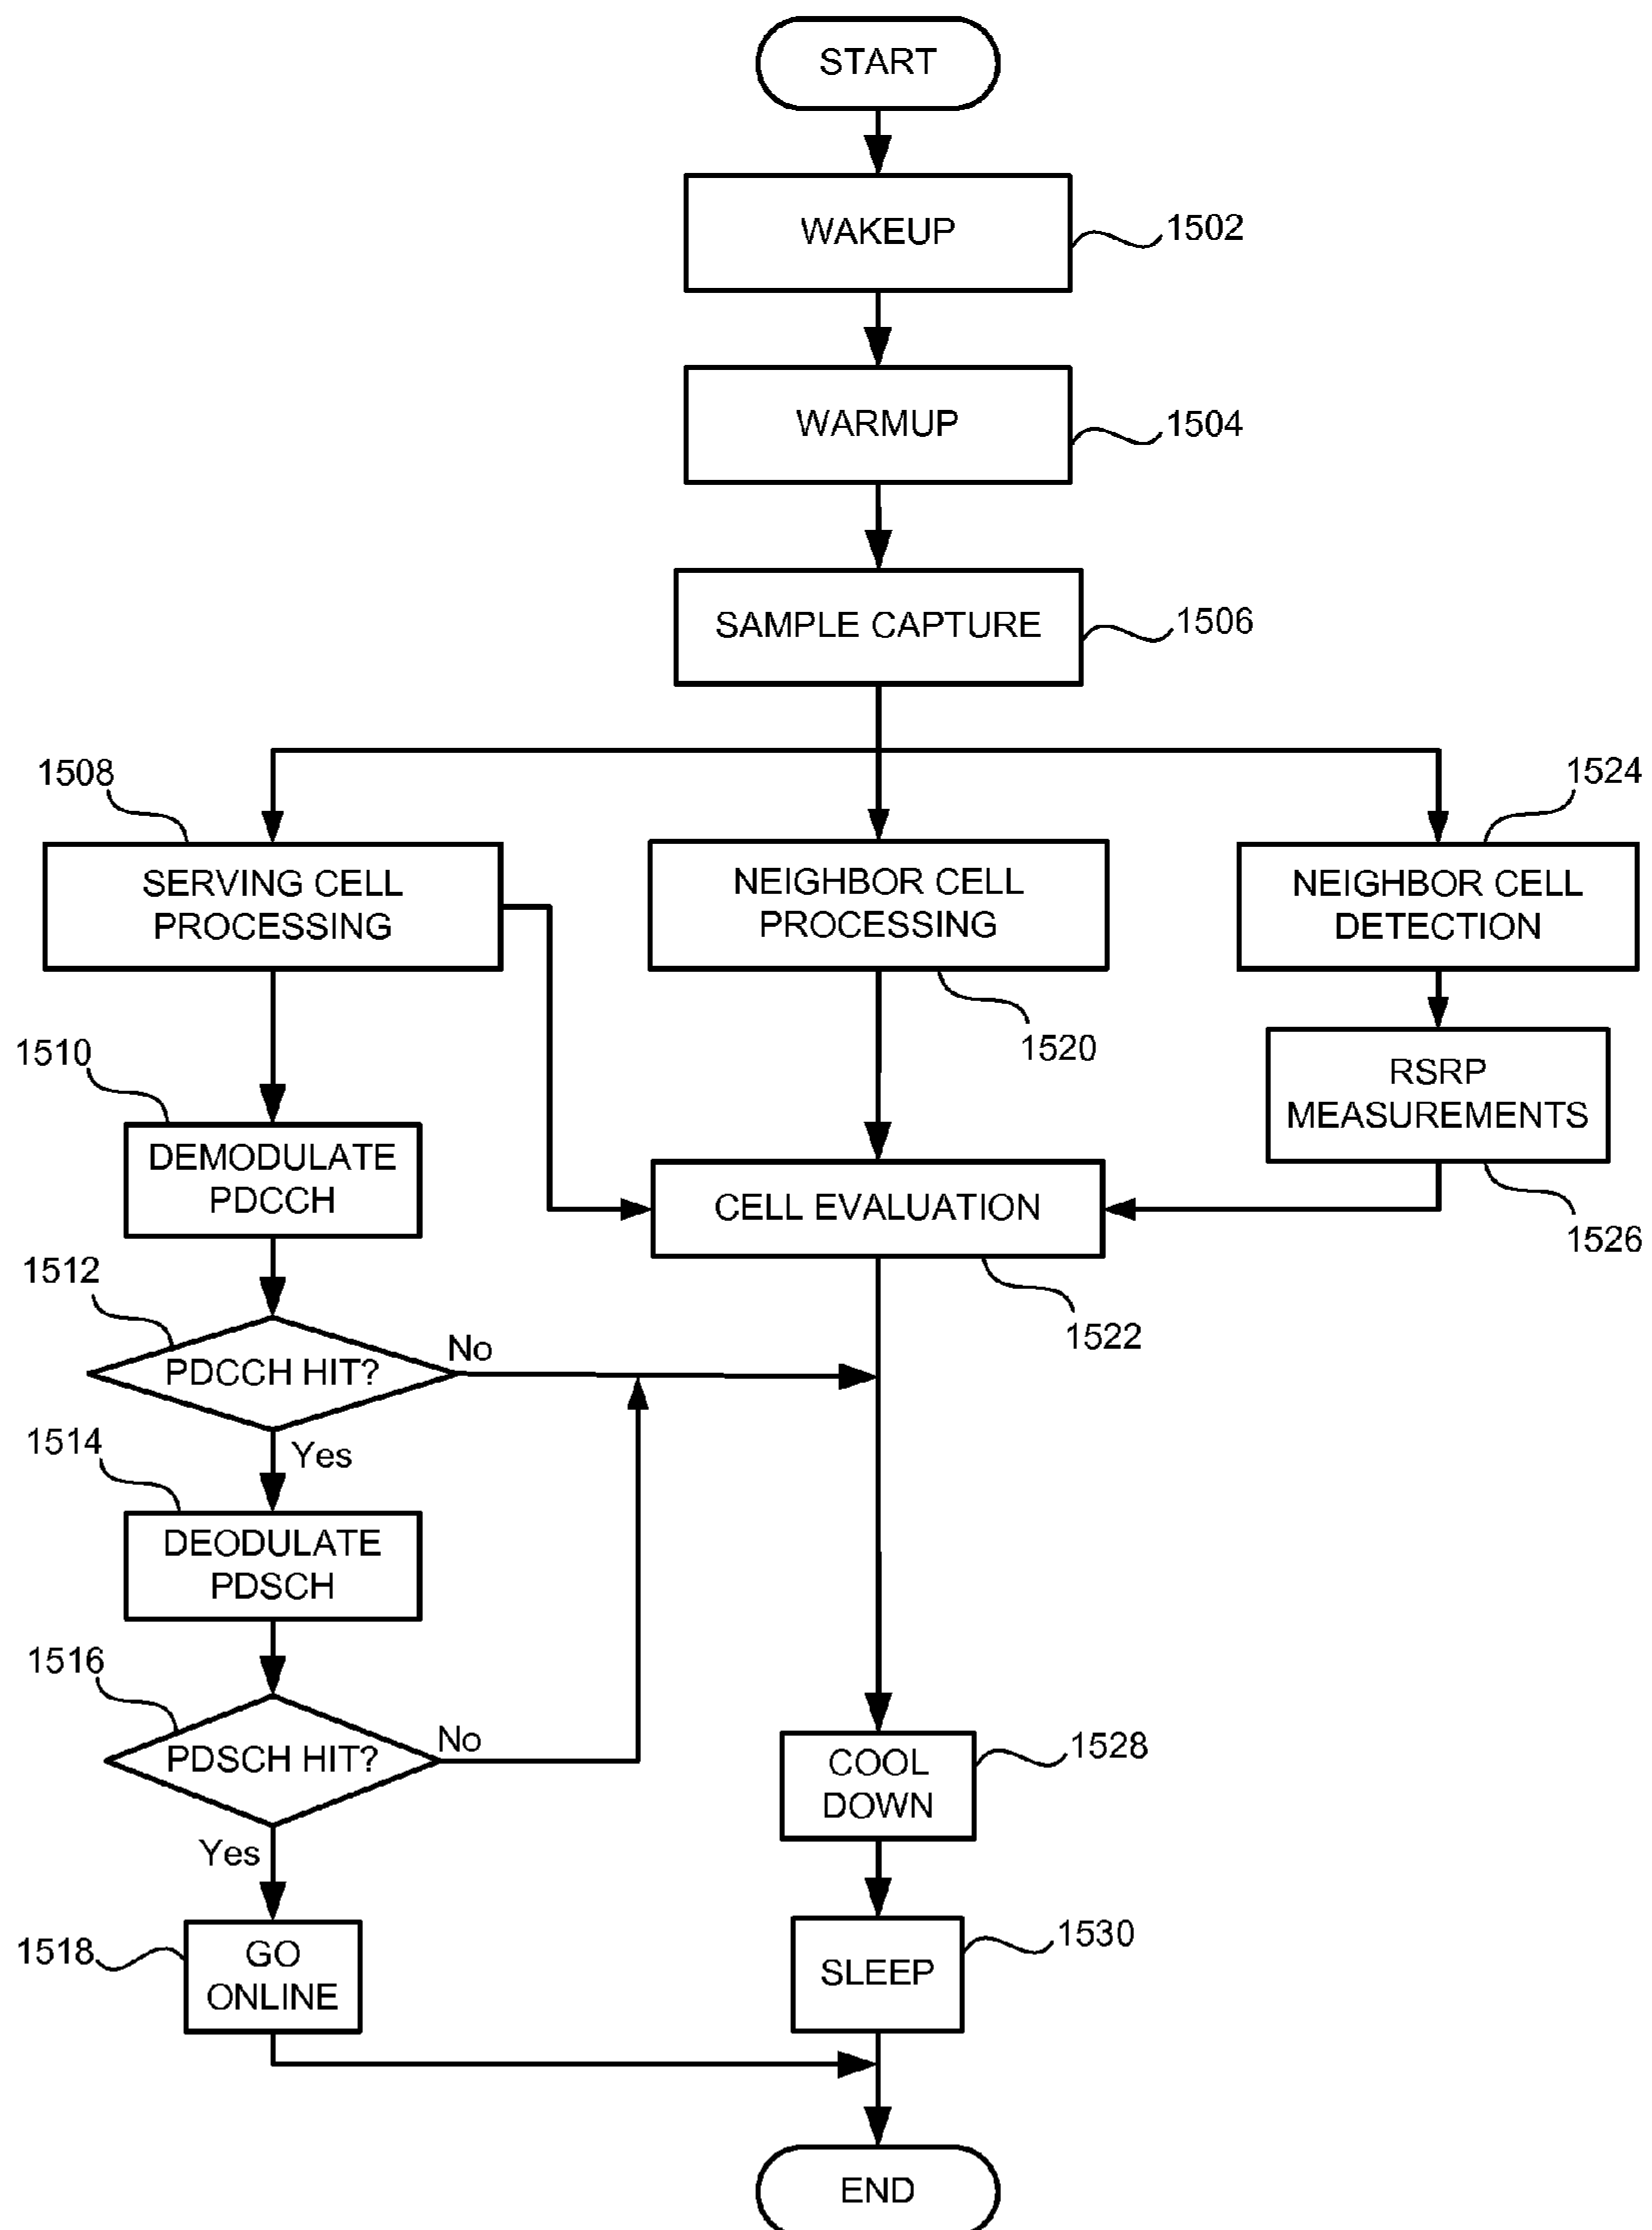 START
WAKEUP
1502
WARMUP
1504
SAMPLE CAPTURE
1506
1508
1524
SERVING CELL
PROCESSING
NEIGHBOR CELL
PROCESSING
NEIGHBOR CELL
DETECTION
1520
1510
RSRP
MEASUREMENTS
DEMODULATE
PDCCH
CELL EVALUATION
1526
1512
1522
PDCCH HIT?
No
Yes
1514
DEODULATE
PDSCH
1516
PDSCH HIT?
No
Yes
COOL
DOWN
1528
1518
GO
ONLINE
SLEEP
1530
END